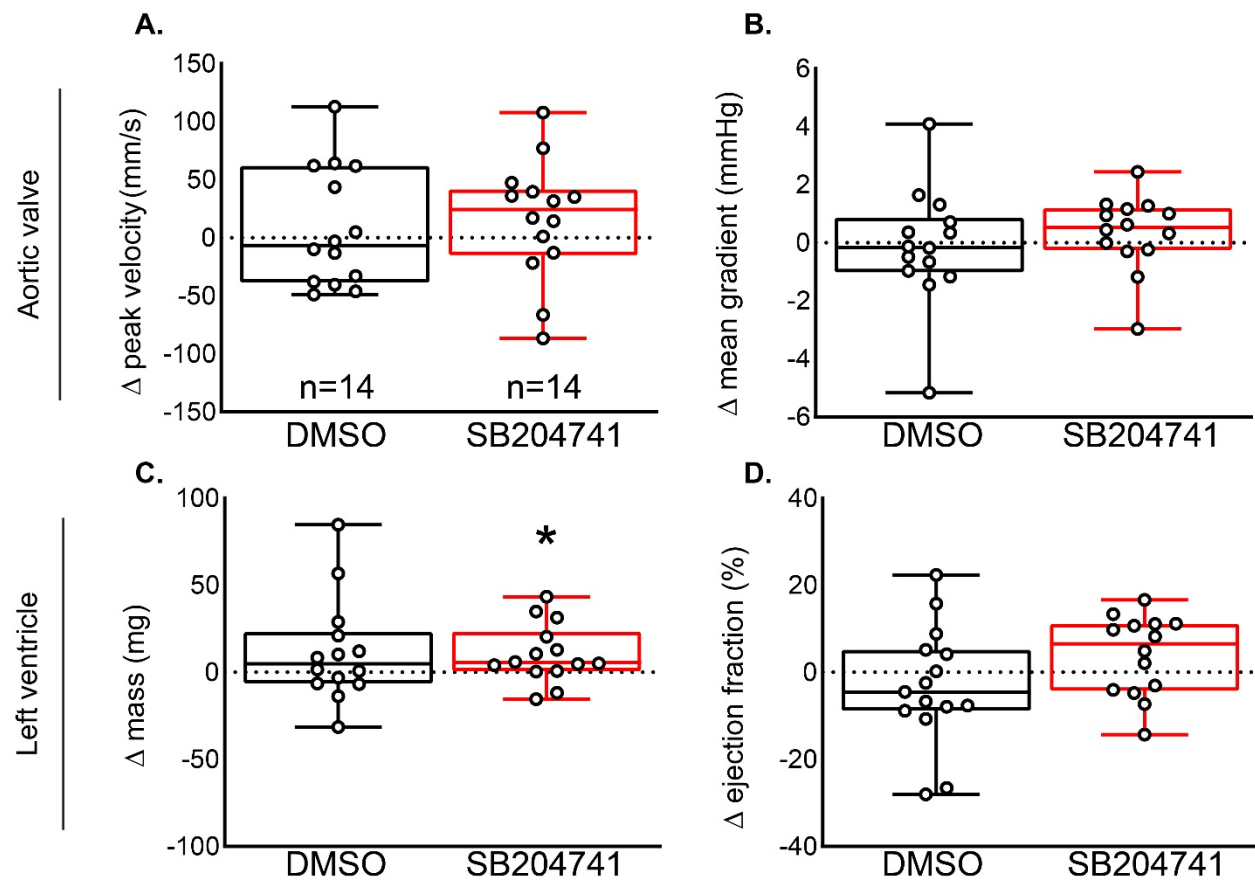 A.
Aortic valve
Δ peak velocity (mm/s)
150
100
50
0
-50
-100
-150
n=14
n=14
DMSO
SB204741
B.
Δ mean gradient (mmHg)
6
4
2
0
-2
-4
-6
DMSO
SB204741
C.
Left ventricle
Δ mass (mg)
100
50
0
-50
-100
*
DMSO
SB204741
D.
Δ ejection fraction (%)
40
20
0
-20
-40
DMSO
SB204741